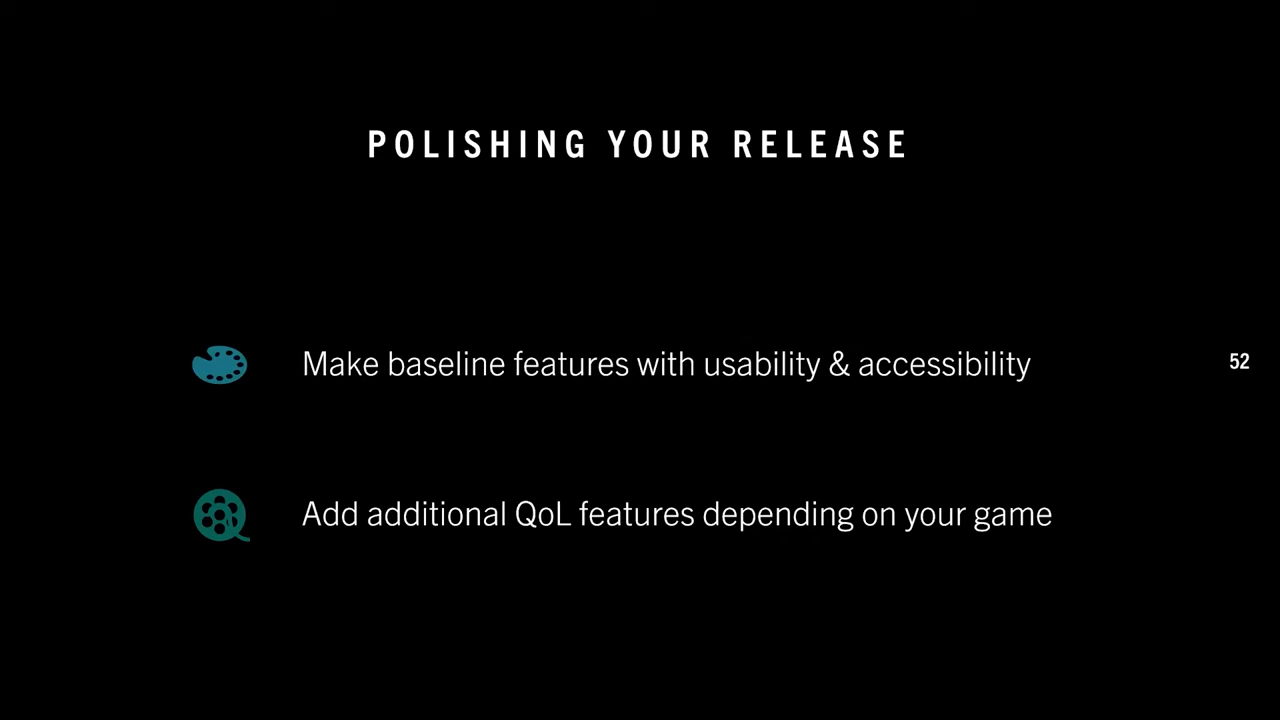 POLISHING YOUR RELEASE
Make baseline features with usability & accessibility
52
Add additional QoL features depending on your game